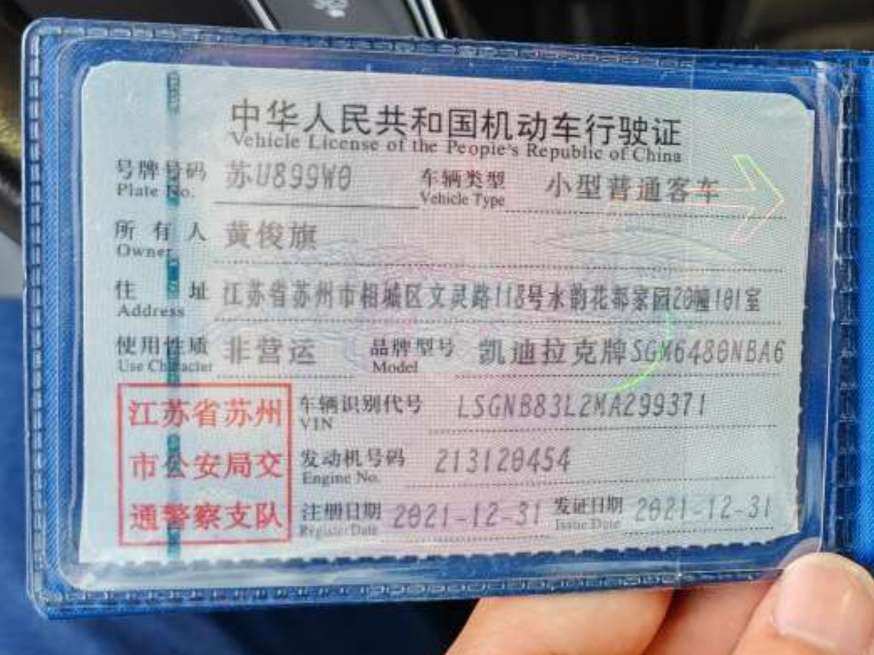 中华人民共和国机动车行驶证
Vehicle License of the People's Republic of China
号牌号码 苏U899W0 车辆类型 小型普通客车
Plate No. Vehicle Type
所有人 黄俊旗
Owner
住址 江苏省苏州市相城区文灵路118号水韵花都家园20幢101室
Address
使用性质 非营运 品牌型号 凯迪拉克牌SGM6480NBA6
Use Character Model
江苏省苏州 车辆识别代号 LSGNB83L2MA299371
VIN
市公安局交 发动机号码 213120454
Engine No.
通警察支队 注册日期 2021-12-31 发证日期 2021-12-31
Register Date Issue Date